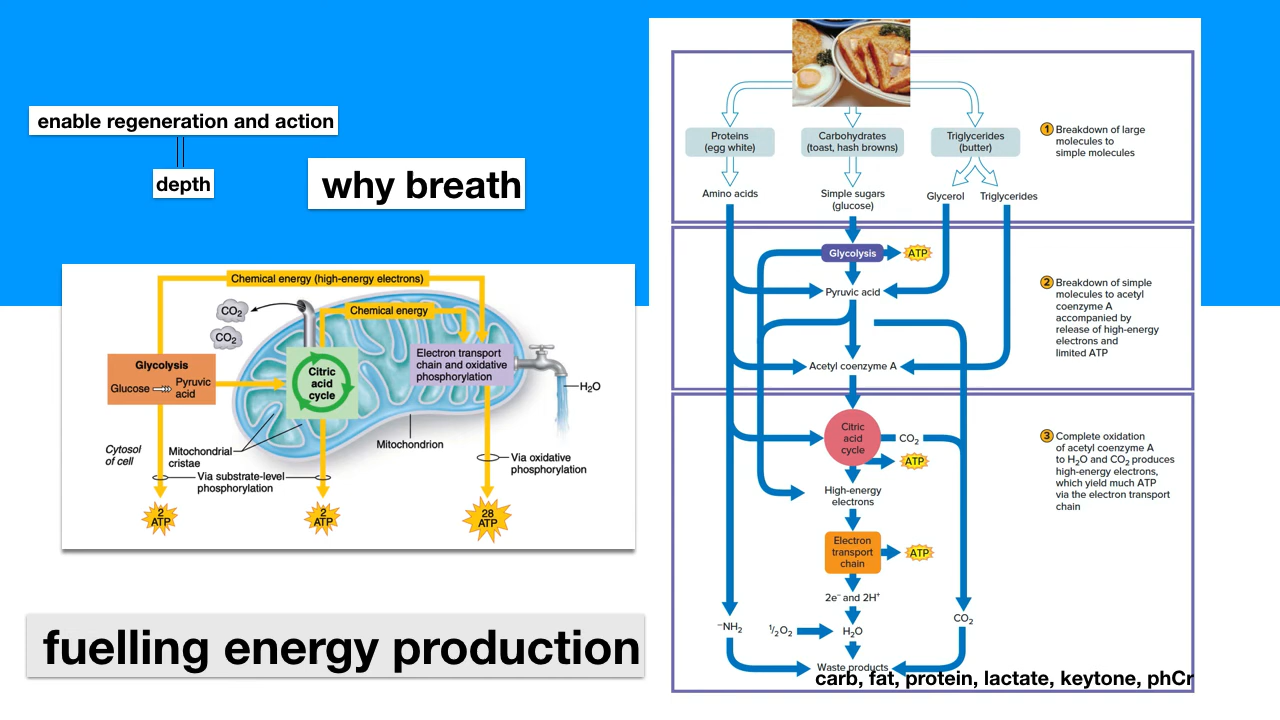 enable regeneration and action
depth
why breath
Chemical energy (high-energy electrons)
CO2
CO2
Chemical energy
Glycolysis
Glucose
Pyruvic
acid
Citric
acid
cycle
Electron transport
chain and oxidative
phosphorylation
H2O
Cytosol
of cell
Mitochondrial
cristae
Mitochondrion
Via substrate-level
phosphorylation
Via oxidative
phosphorylation
2
ATP
2
ATP
28
ATP
fuelling energy production
Proteins
(egg white)
Carbohydrates
(toast, hash browns)
Triglycerides
(butter)
1 Breakdown of large
molecules to
simple molecules
Amino acids
Simple sugars
(glucose)
Glycerol
Triglycerides
Glycolysis
ATP
Pyruvic acid
2 Breakdown of simple
molecules to acetyl
coenzyme A
accompanied by
release of high-energy
electrons and
limited ATP
Acetyl coenzyme A
Citric
acid
cycle
CO2
ATP
3 Complete oxidation
of acetyl coenzyme A
to H2O and CO2 produces
high-energy electrons,
which yield much ATP
via the electron transport
chain
High-energy
electrons
Electron
transport
chain
ATP
2e⁻ and 2H⁺
⁻NH2
½O2
H2O
CO2
Waste products
carb, fat, protein, lactate, keytone, phCr